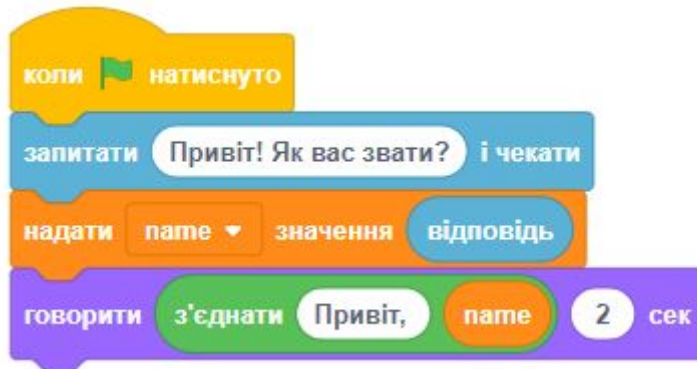 коли натиснуто
запитати Привіт! Як вас звати? і чекати
надати name значення відповідь
говорити з'єднати Привіт, name 2 сек